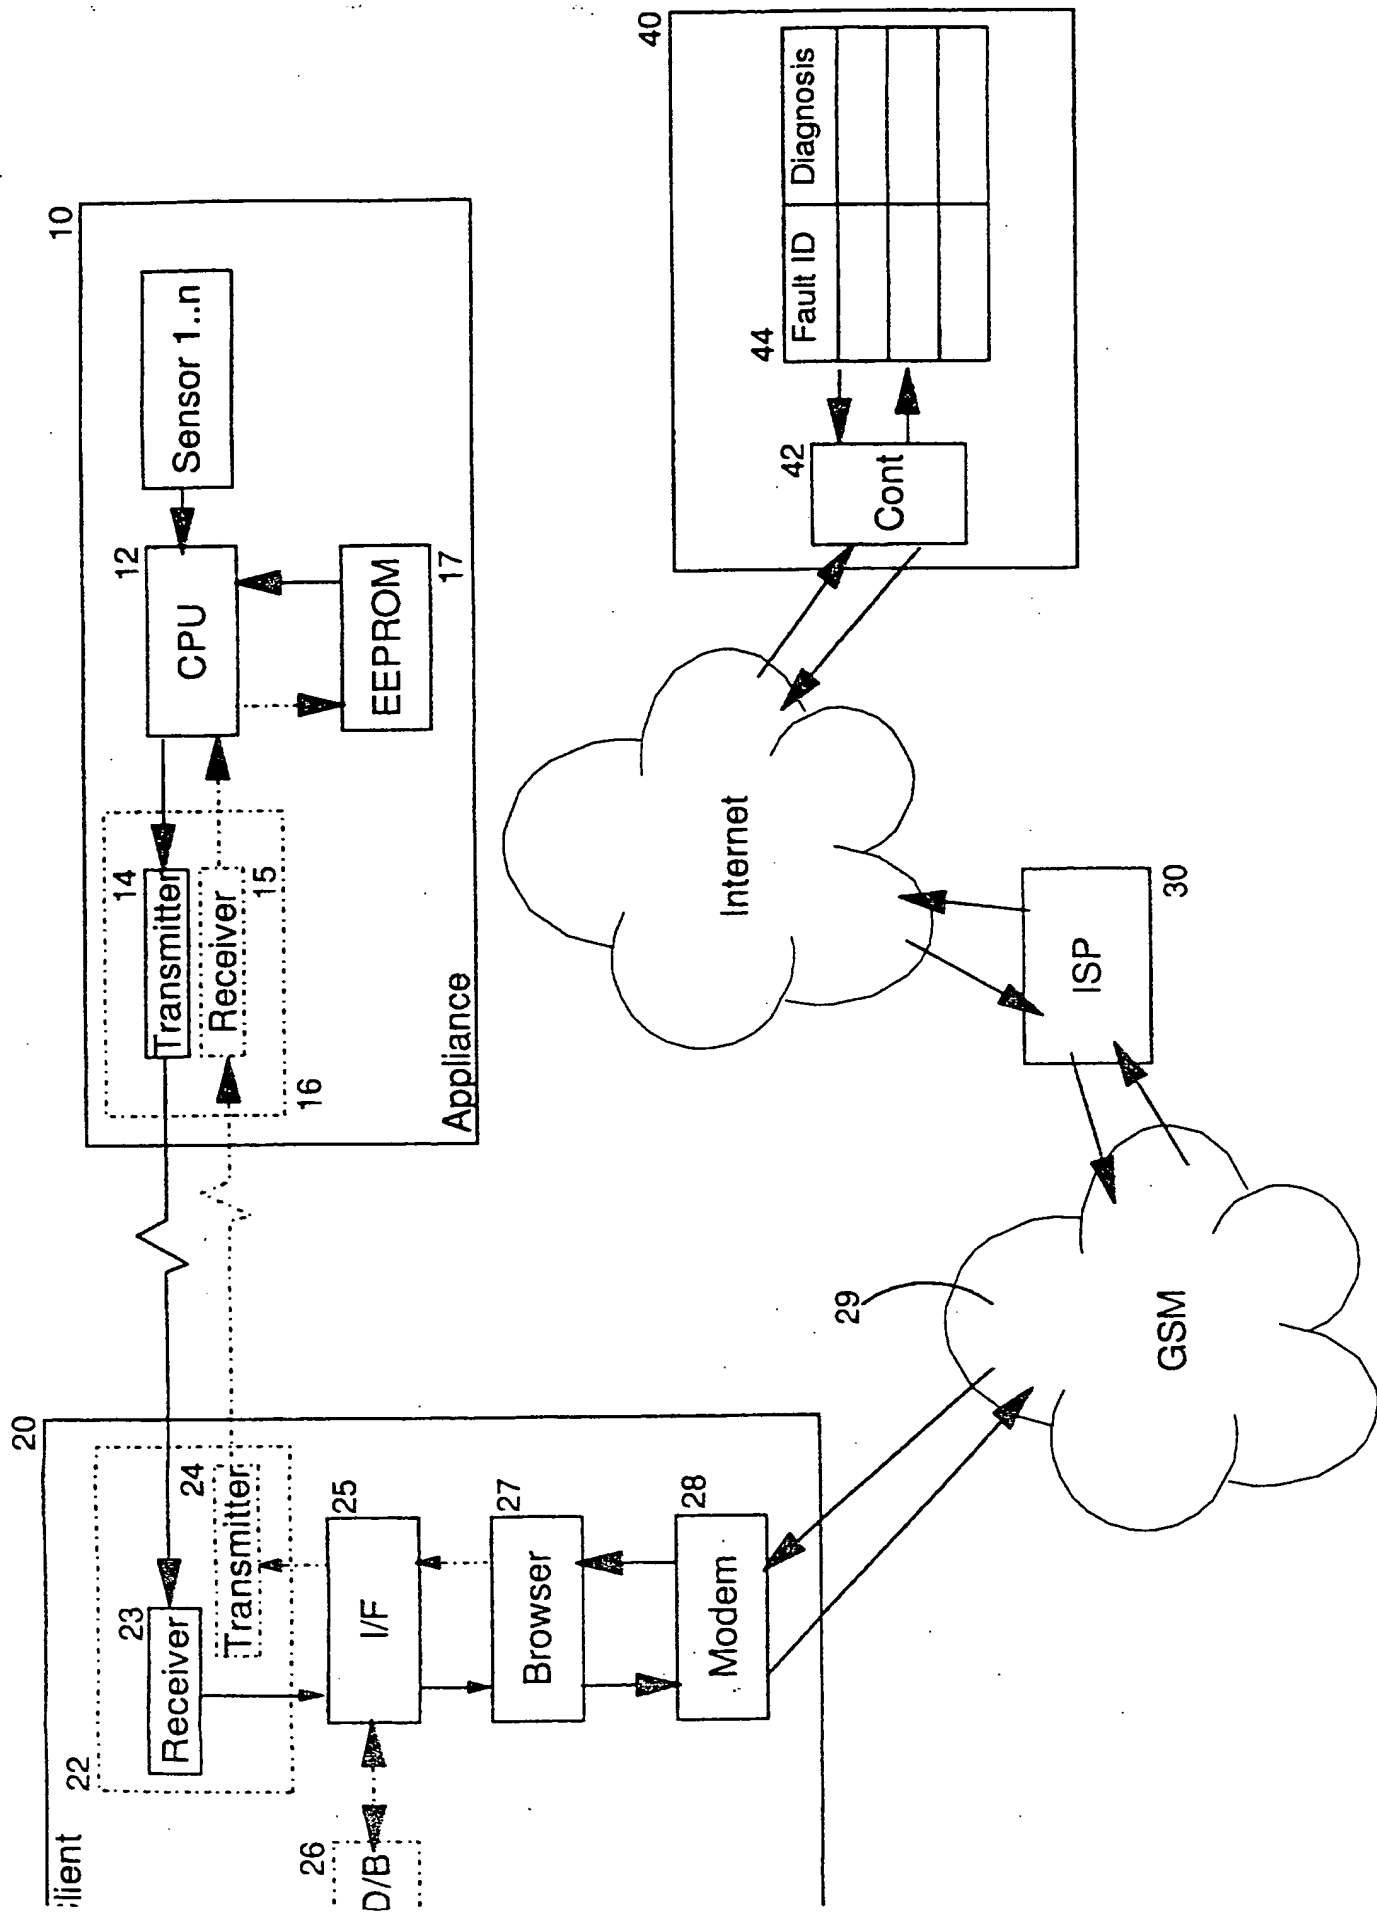 10
Sensor 1..n
12
CPU
EEPROM
17
14
Transmitter
Receiver
15
16
Appliance
20
22
23
Receiver
24
Transmitter
25
I/F
26
D/B
27
Browser
28
Modem
29
GSM
30
ISP
Internet
40
42
Cont
44
Fault ID
Diagnosis